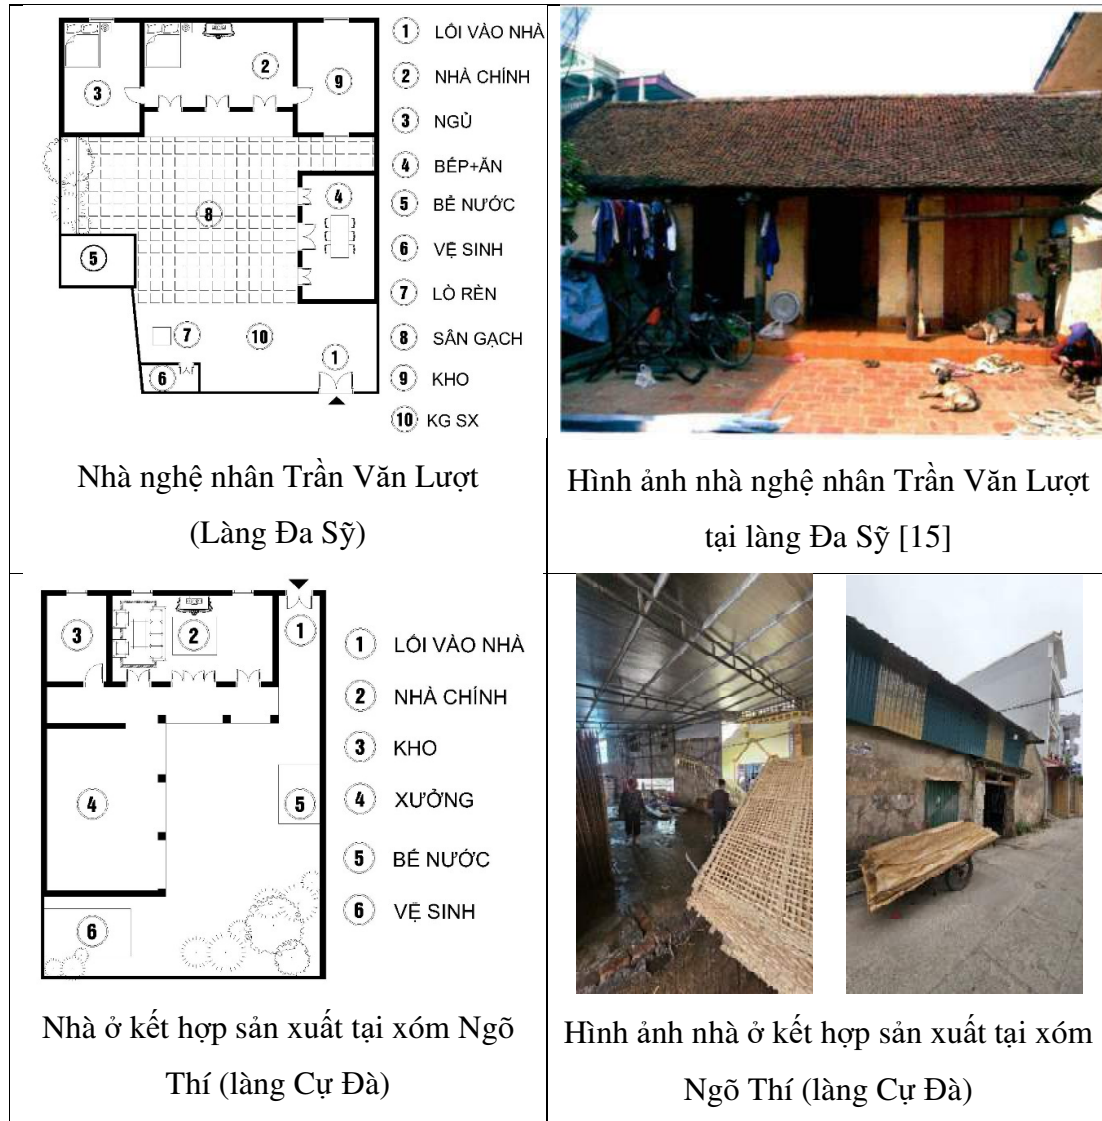 1 LỐI VÀO NHÀ
2 NHÀ CHÍNH
3 NGỦ
4 BẾP+ĂN
5 BỂ NƯỚC
6 VỆ SINH
7 LÒ RÈN
8 SÂN GẠCH
9 KHO
10 KG SX
2
3
9
4
8
5
7
10
1
6
Nhà nghệ nhân Trần Văn Lượt
(Làng Đa Sỹ)
Hình ảnh nhà nghệ nhân Trần Văn Lượt
tại làng Đa Sỹ [15]
3
2
1
4
5
6
1 LỐI VÀO NHÀ
2 NHÀ CHÍNH
3 KHO
4 XƯỞNG
5 BỂ NƯỚC
6 VỆ SINH
Nhà ở kết hợp sản xuất tại xóm Ngõ
Thí (làng Cự Đà)
Hình ảnh nhà ở kết hợp sản xuất tại xóm
Ngõ Thí (làng Cự Đà)